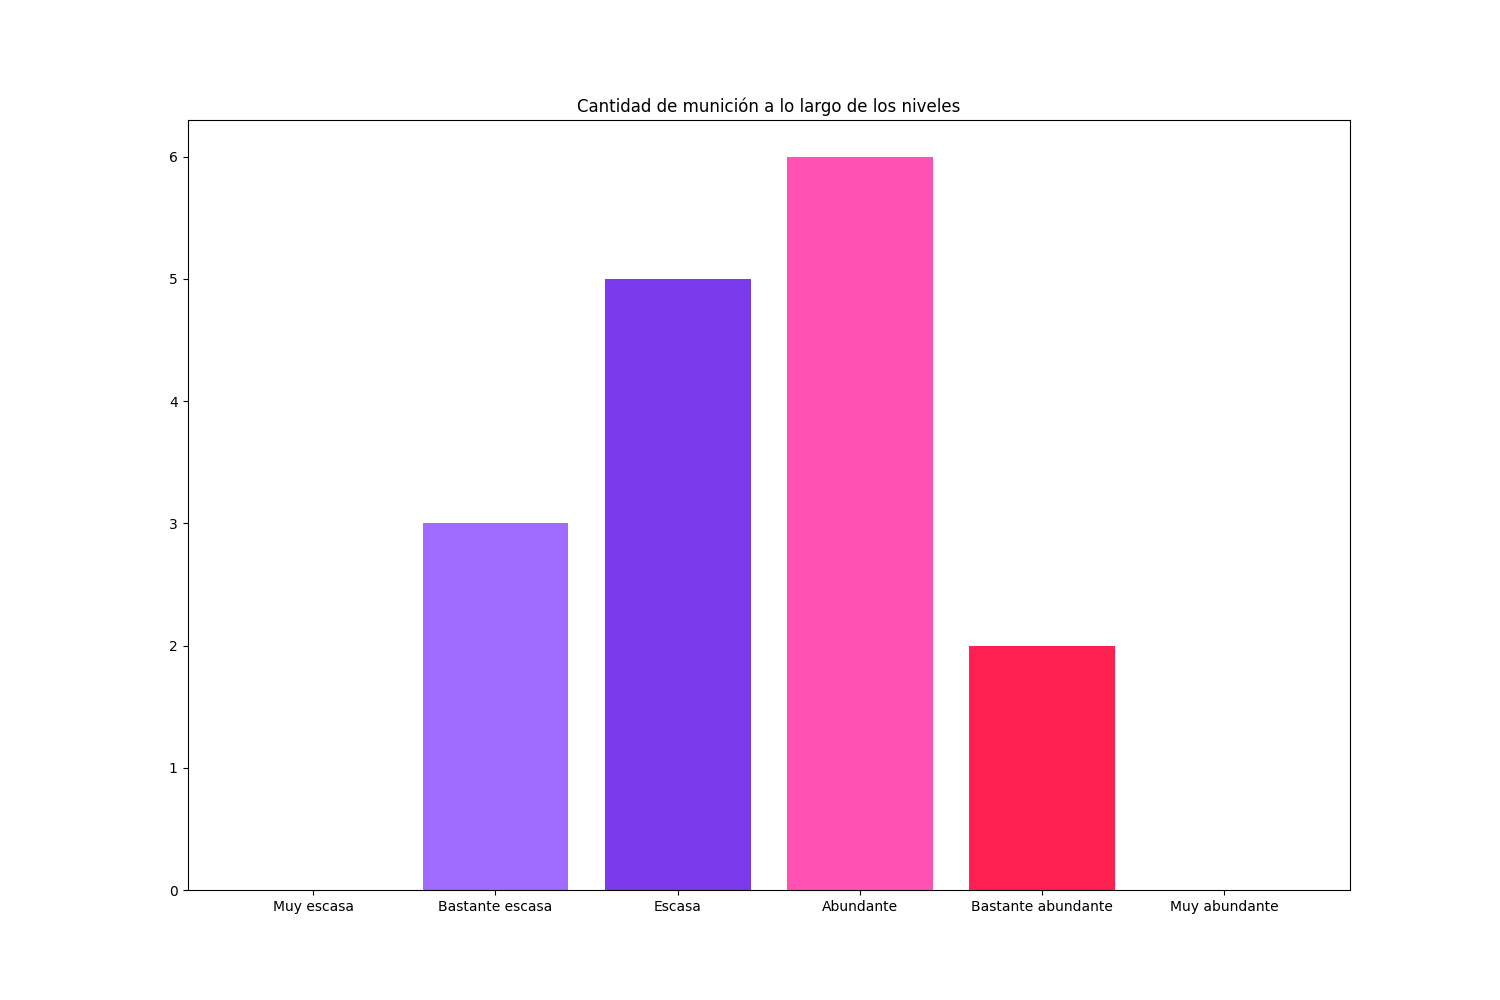 Cantidad de munición a lo largo de los niveles
6
5
4
3
2
1
0
Muy escasa
Bastante escasa
Escasa
Abundante
Bastante abundante
Muy abundante